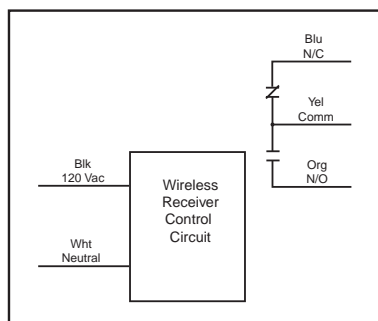 Blu
N/C
Yel
Comm
Org
N/O
Blk
120 Vac
Wht
Neutral
Wireless
Receiver
Control
Circuit